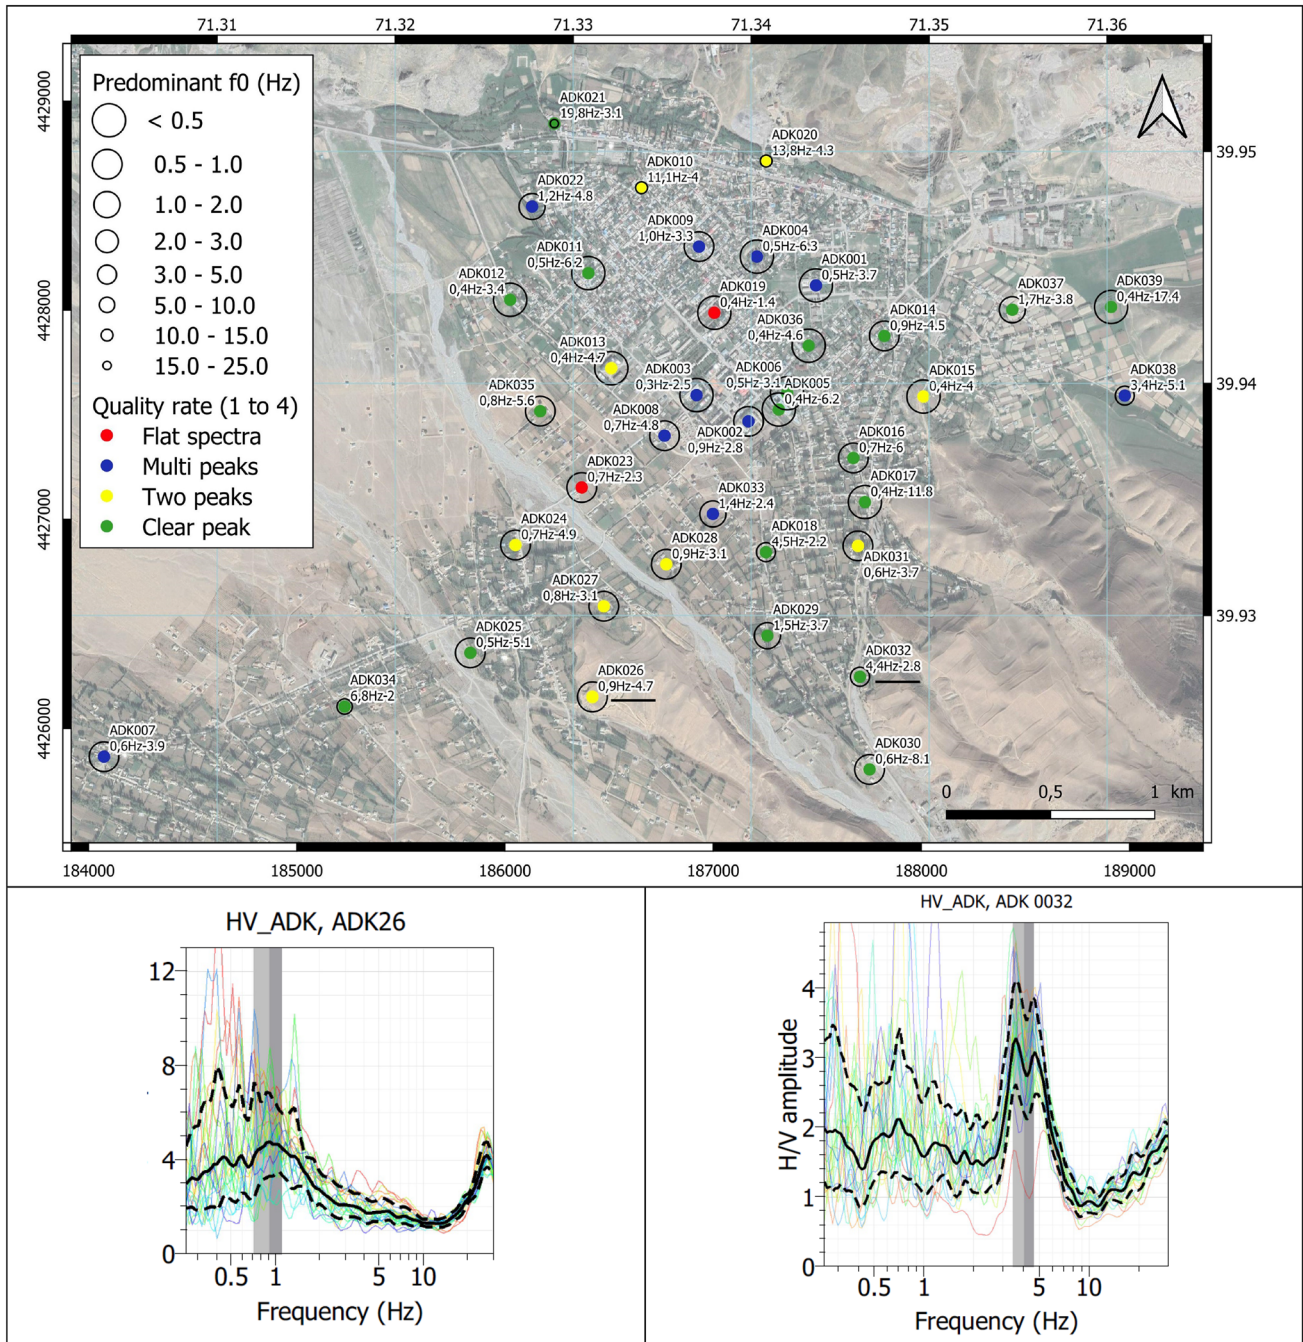 71.31 71.32 71.33 71.34 71.35 71.36
4429000
4428000
4427000
4426000
39.95
39.94
39.93
Predominant f0 (Hz)
< 0.5
0.5 - 1.0
1.0 - 2.0
2.0 - 3.0
3.0 - 5.0
5.0 - 10.0
10.0 - 15.0
15.0 - 25.0
Quality rate (1 to 4)
Flat spectra
Multi peaks
Two peaks
Clear peak
ADK021
19,8Hz-3.1
ADK020
13,8Hz-4.3
ADK010
11,1Hz-4
ADK022
1,2Hz-4.8
ADK009
1,0Hz-3.3
ADK004
0,5Hz-6.3
ADK011
0,5Hz-6.2
ADK001
0,5Hz-3.7
ADK012
0,4Hz-3.4
ADK019
0,4Hz-1.4
ADK037
1,7Hz-3.8
ADK039
0,4Hz-17.4
ADK014
0,9Hz-4.5
ADK036
0,4Hz-4.6
ADK013
0,4Hz-4.7
ADK003
0,3Hz-2.5
ADK006
0,5Hz-3.1
ADK005
0,4Hz-6.2
ADK015
0,4Hz-4
ADK038
3,4Hz-5.1
ADK035
0,8Hz-5.6
ADK008
0,7Hz-4.8
ADK002
0,9Hz-2.8
ADK016
0,7Hz-6
ADK023
0,7Hz-2.3
ADK017
0,4Hz-11.8
ADK033
1,4Hz-2.4
ADK024
0,7Hz-4.9
ADK028
0,9Hz-3.1
ADK018
4,5Hz-2.2
ADK031
0,6Hz-3.7
ADK027
0,8Hz-3.1
ADK029
1,5Hz-3.7
ADK025
0,5Hz-5.1
ADK026
0,9Hz-4.7
ADK032
4,4Hz-2.8
ADK034
6,8Hz-2
ADK007
0,6Hz-3.9
ADK030
0,6Hz-8.1
0 0,5 1 km
184000 185000 186000 187000 188000 189000
HV_ADK, ADK26
12
8
4
0
0.5 1 5 10
Frequency (Hz)
HV_ADK, ADK 0032
H/V amplitude
4
3
2
1
0
0.5 1 5 10
Frequency (Hz)